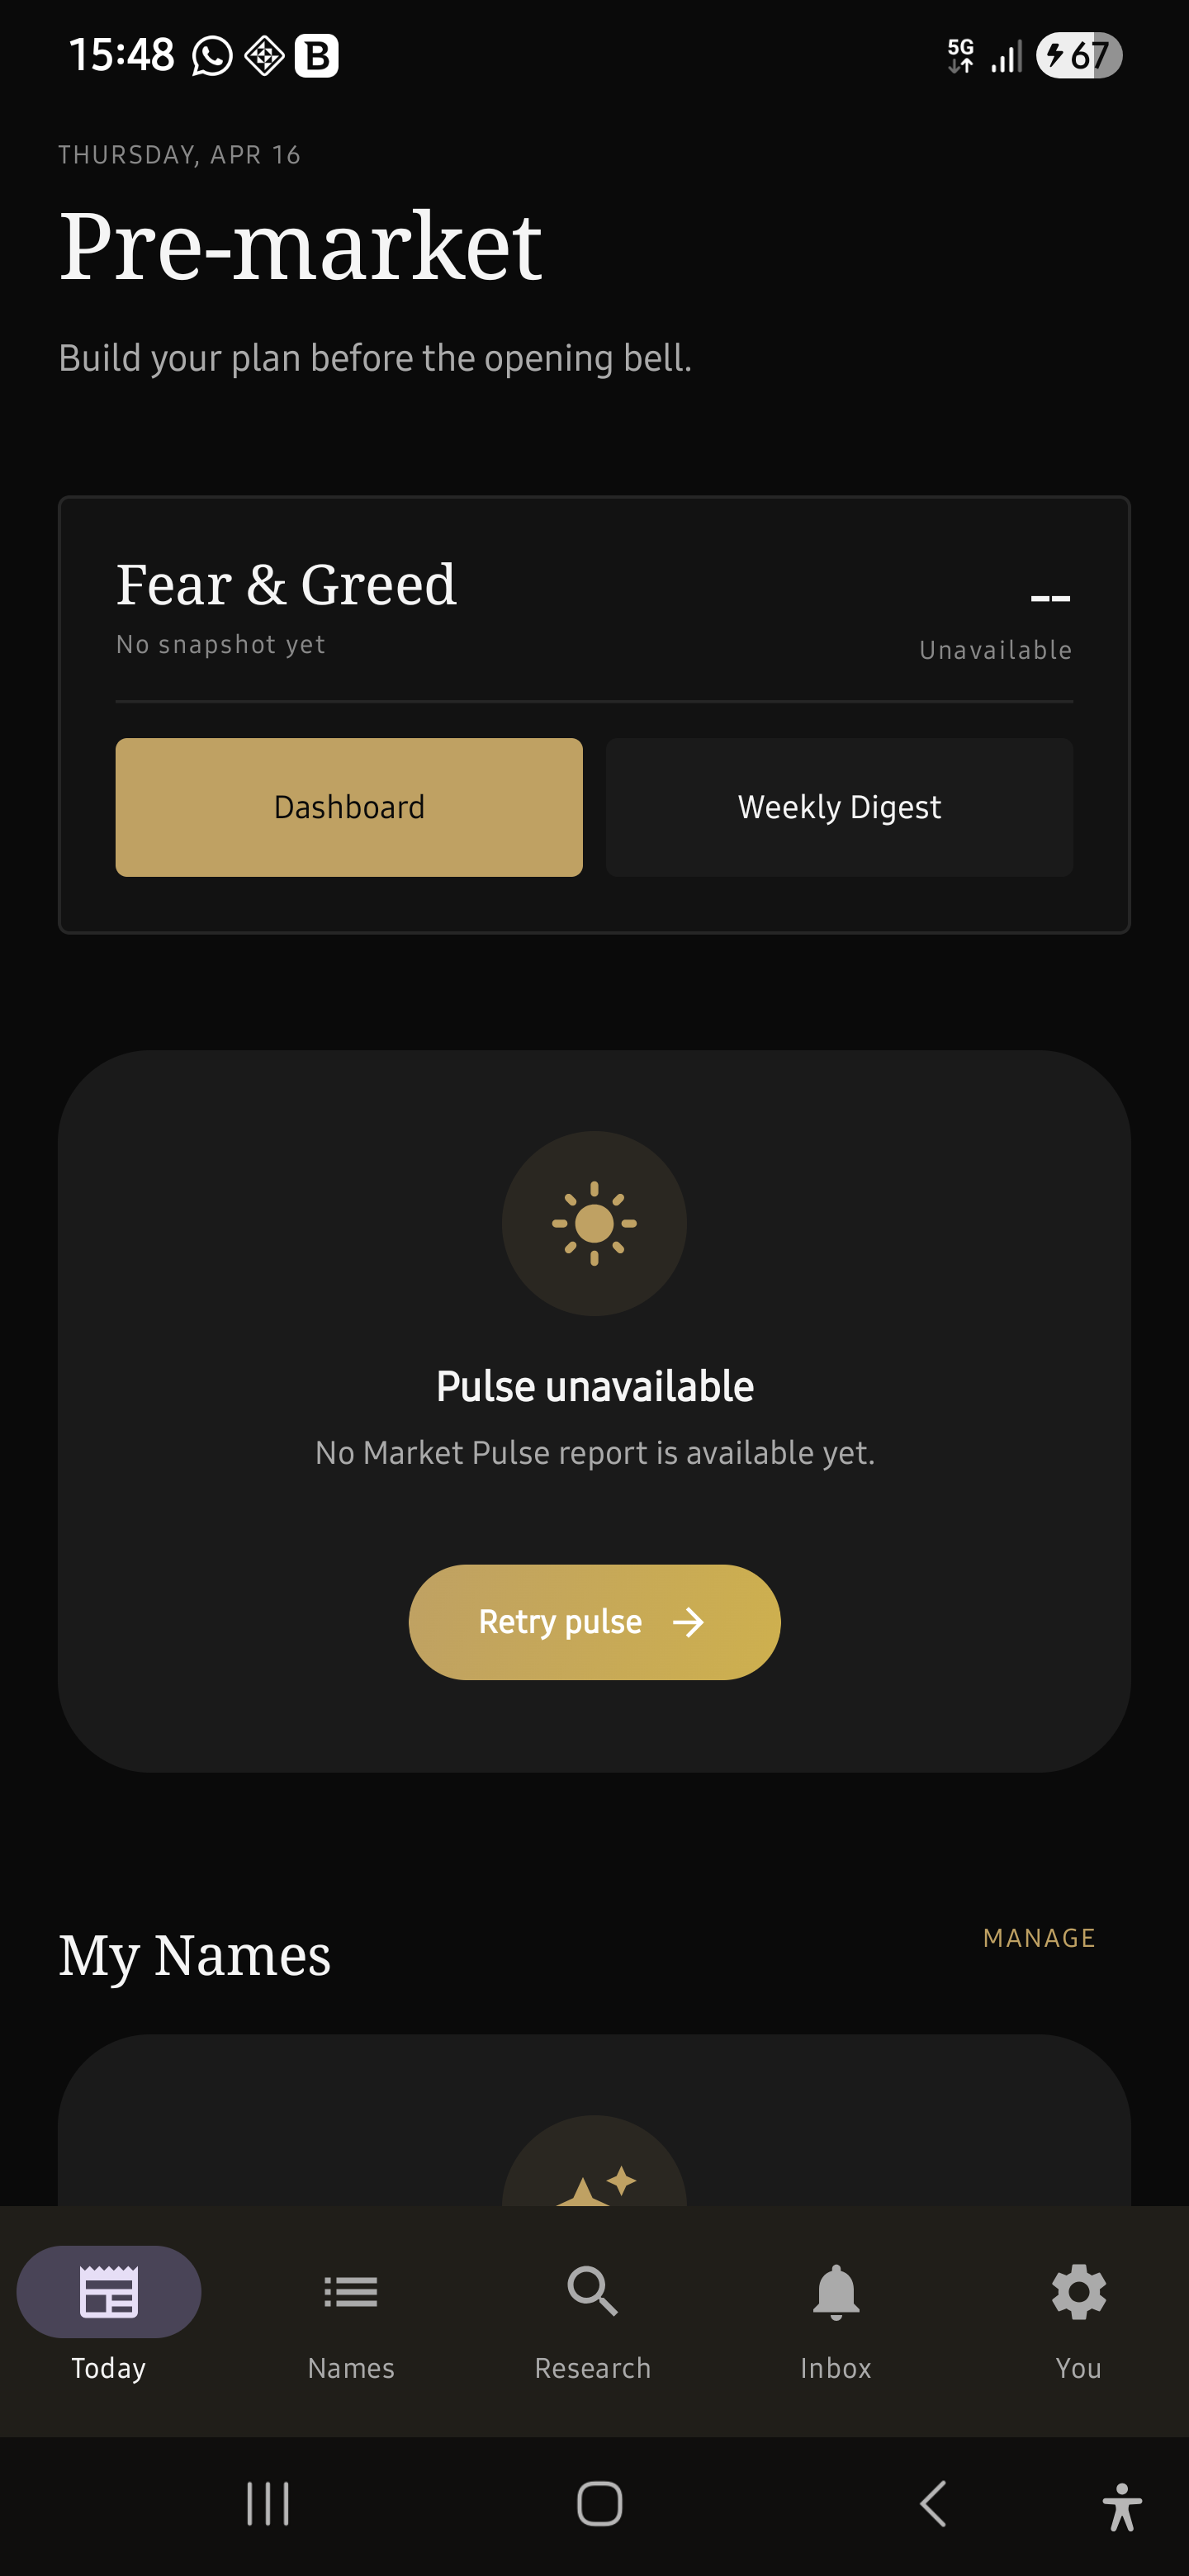 15:48
B
5G
67
THURSDAY, APR 16
Pre-market
Build your plan before the opening bell.
Fear & Greed
--
No snapshot yet
Unavailable
Dashboard
Weekly Digest
Pulse unavailable
No Market Pulse report is available yet.
Retry pulse
My Names
MANAGE
Today
Names
Research
Inbox
You